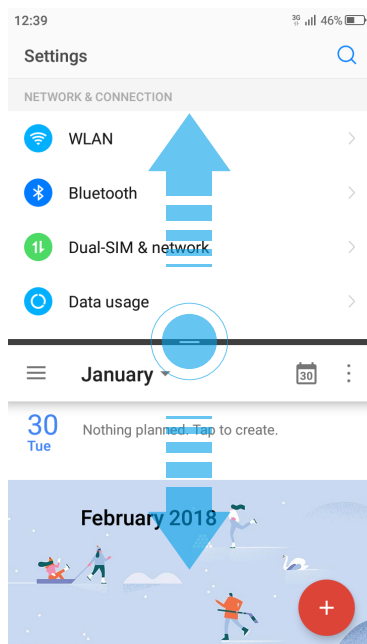 12:39 3G 46%
Settings
NETWORK & CONNECTION
WLAN
Bluetooth
Dual-SIM & network
Data usage
January 30
30 Nothing planned. Tap to create.
Tue
February 2018